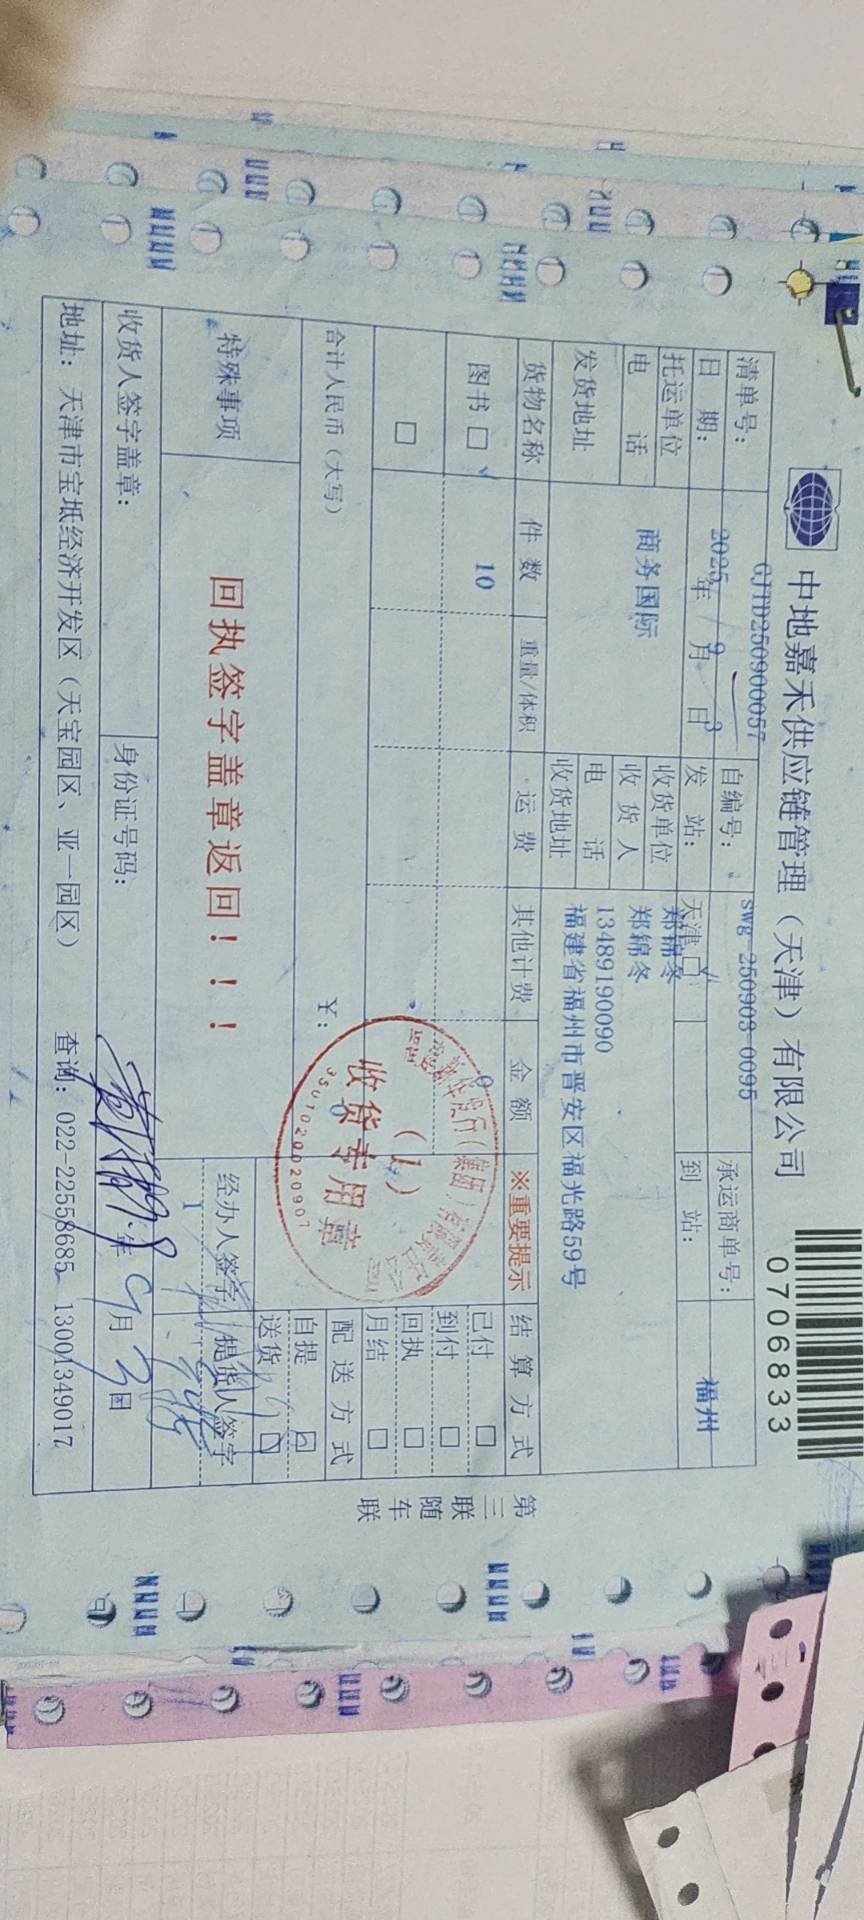 中地嘉禾供应链管理（天津）有限公司
0706833
清单号： GJTD250900057 自编号： swg-250903-0095 承运商单号：
日 期： 2025年 9月 3日 发 站： 天津 到 站： 福州
托运单位 商务国际 收货单位 郑锦冬
电 话 收 货 人 郑锦冬
电 话 13489190090
发货地址 收货地址 福建省福州市晋安区福光路59号
货物名称 件 数 重量/体积 运 费 其他计费 金 额 ※重要提示 结 算 方 式
图书 □ 10 0 已付 □
到付 □
□ 回执 □
月结 □
合计人民币（大写） ￥： 配 送 方 式
自提
送货
特殊事项 回执签字盖章返回！！！
经办人签字 提货人签字
1
收货人签字盖章： 身份证号码： 年 9月 3日
地址：天津市宝坻经济开发区（天宝园区、亚一园区） 查询：022-22558685 13001349017
第三联 随车联
(1)
收货专用章
3501020020907